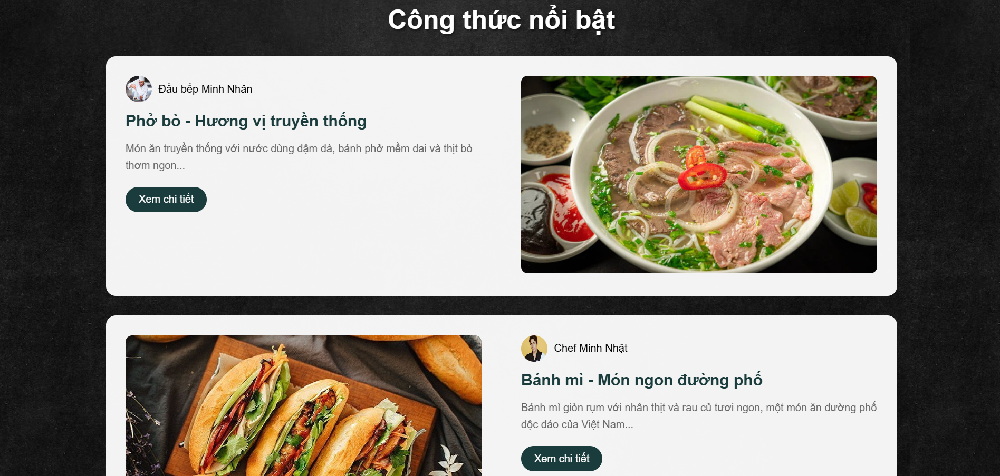 Công thức nổi bật
Đầu bếp Minh Nhân
Phở bò - Hương vị truyền thống
Món ăn truyền thống với nước dùng đậm đà, bánh phở mềm dai và thịt bò
thơm ngon...
Xem chi tiết
Chef Minh Nhật
Bánh mì - Món ngon đường phố
Bánh mì giòn rụm với nhân thịt và rau củ tươi ngon, một món ăn đường phố
độc đáo của Việt Nam...
Xem chi tiết